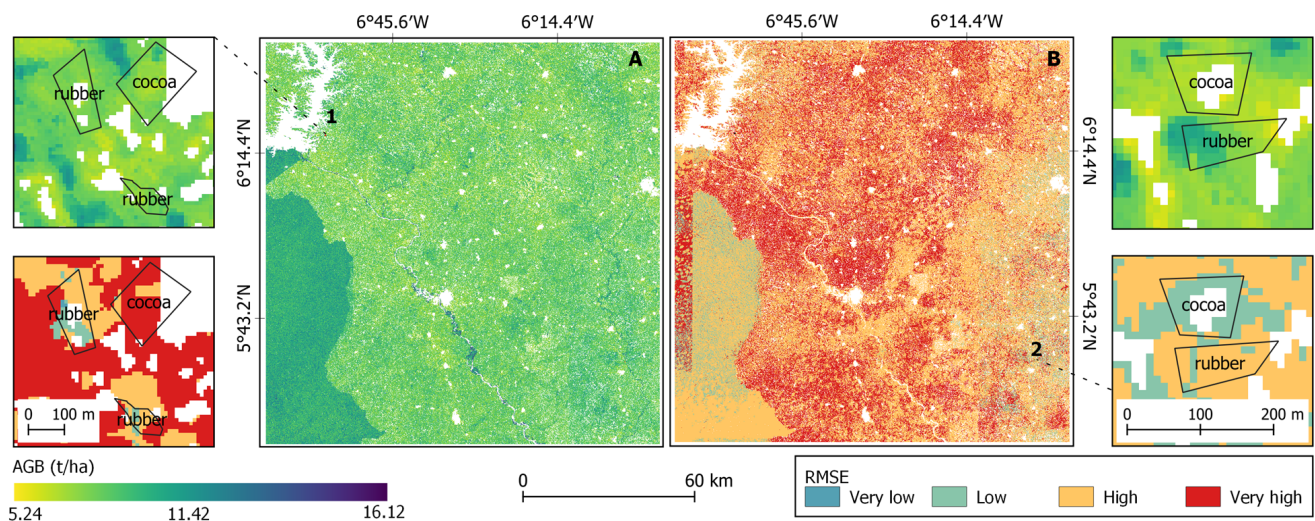 6°45.6′W 6°14.4′W 6°45.6′W 6°14.4′W
A B
rubber cocoa
rubber
1
6°14.4′N
5°43.2′N
2
6°14.4′N
5°43.2′N
cocoa
rubber
rubber cocoa
rubber
0 100 m
cocoa
rubber
0 100 200 m
AGB (t/ha)
5.24 11.42 16.12
0 60 km
RMSE
Very low Low High Very high